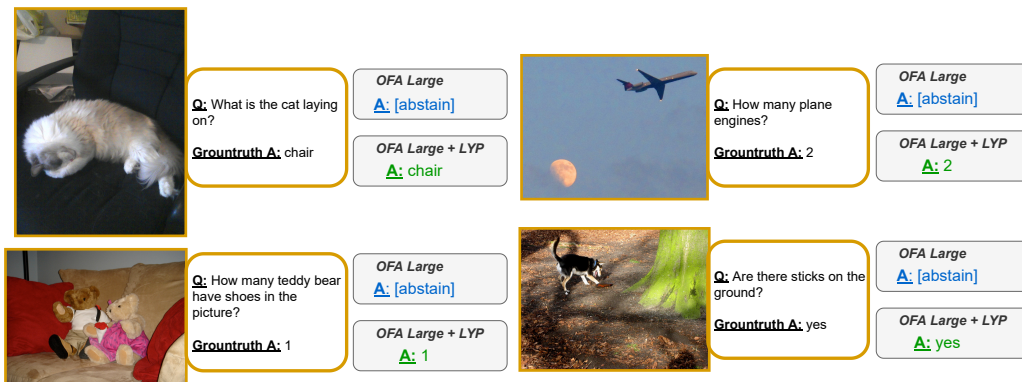 Q: What is the cat laying
on?
Grountruth A: chair
OFA Large
A: [abstain]
OFA Large + LYP
A: chair
Q: How many plane
engines?
Grountruth A: 2
OFA Large
A: [abstain]
OFA Large + LYP
A: 2
Q: How many teddy bear
have shoes in the
picture?
Grountruth A: 1
OFA Large
A: [abstain]
OFA Large + LYP
A: 1
Q: Are there sticks on the
ground?
Grountruth A: yes
OFA Large
A: [abstain]
OFA Large + LYP
A: yes